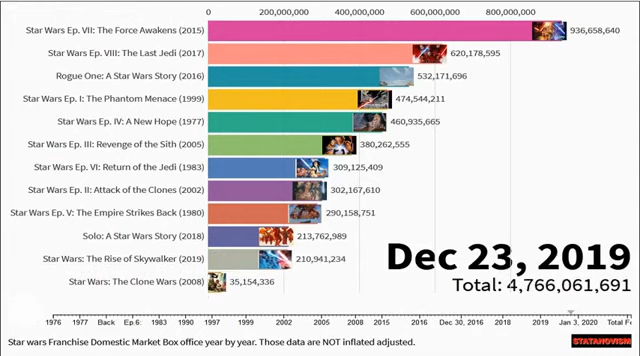 0 200,000,000 400,000,000 600,000,000 800,000,000
Star Wars Ep. VII: The Force Awakens (2015) 936,658,640
Star Wars Ep. VIII: The Last Jedi (2017) 620,178,595
Rogue One: A Star Wars Story (2016) 532,171,696
Star Wars Ep. I: The Phantom Menace (1999) 474,544,211
Star Wars Ep. IV: A New Hope (1977) 460,935,665
Star Wars Ep. III: Revenge of the Sith (2005) 380,262,555
Star Wars Ep. VI: Return of the Jedi (1983) 309,125,409
Star Wars Ep. II: Attack of the Clones (2002) 302,167,610
Star Wars Ep. V: The Empire Strikes Back (1980) 290,158,751
Solo: A Star Wars Story (2018) 213,762,989
Star Wars: The Rise of Skywalker (2019) 210,941,234
Star Wars: The Clone Wars (2008) 35,154,336
Dec 23, 2019
Total: 4,766,061,691
1976 1977 Back Ep.6: 1983 1990 1997 2002 2005 2015 2016 Dec 30, 2016 2018 2019 Jan 3, 2020 Total Fr
Star wars Franchise Domestic Market Box office year by year. Those data are NOT inflated adjusted.
STATANOVISM